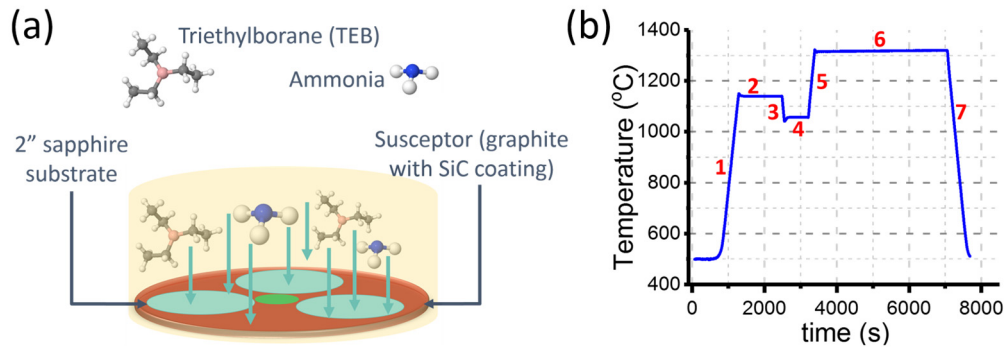 (a)
Triethylborane (TEB)
Ammonia
2” sapphire
substrate
Susceptor (graphite
with SiC coating)
(b)
Temperature (°C)
1400
1200
1000
800
600
400
1
2
3
4
5
6
7
0
2000
4000
6000
8000
time (s)